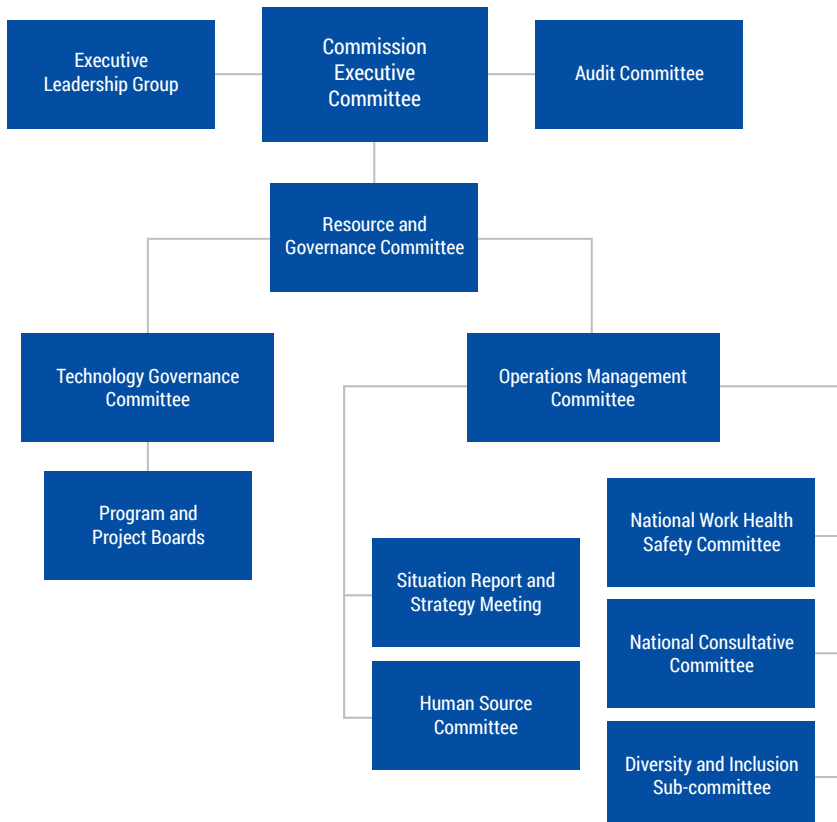 Executive
Leadership Group
Commission
Executive
Committee
Audit Committee
Resource and
Governance Committee
Technology Governance
Committee
Operations Management
Committee
Program and
Project Boards
Situation Report and
Strategy Meeting
Human Source
Committee
National Work Health
Safety Committee
National Consultative
Committee
Diversity and Inclusion
Sub-committee